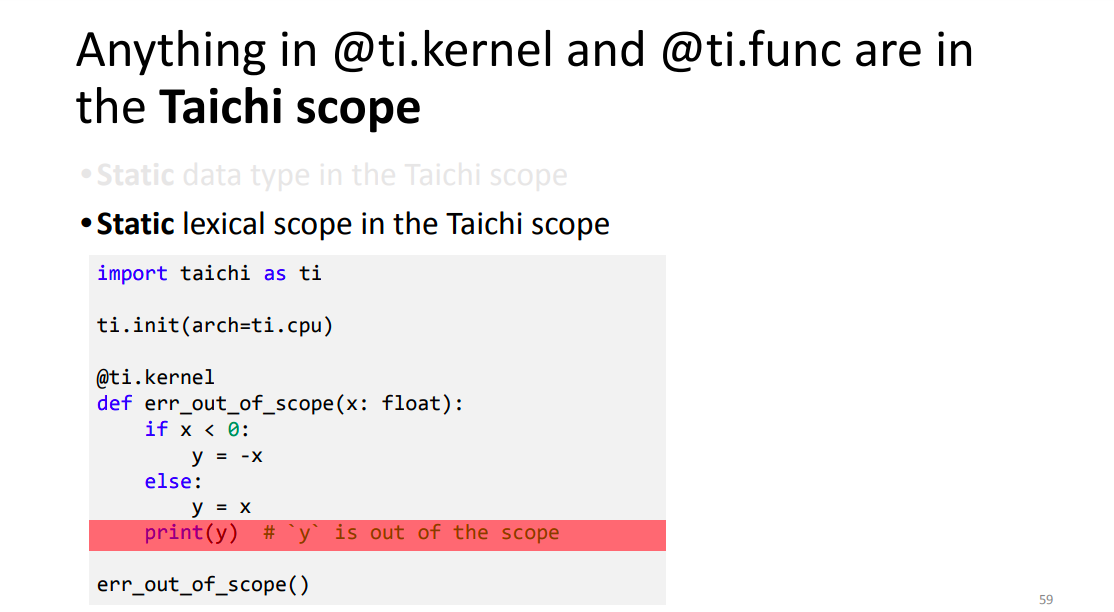 Anything in @ti.kernel and @ti.func are in
the Taichi scope
•Static data type in the Taichi scope
•Static lexical scope in the Taichi scope
import taichi as ti
ti.init(arch=ti.cpu)
@ti.kernel
def err_out_of_scope(x: float):
    if x < 0:
        y = -x
    else:
        y = x
    print(y)  # `y` is out of the scope
err_out_of_scope()
59